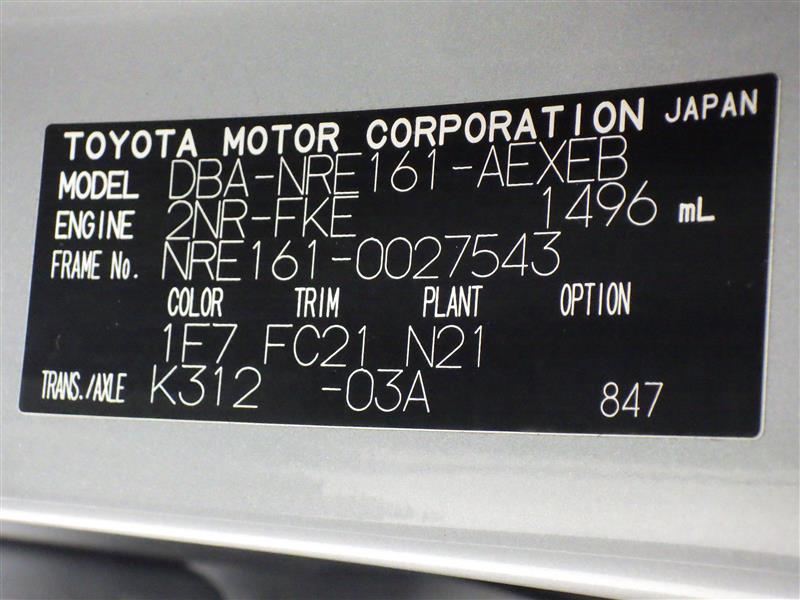 TOYOTA MOTOR CORPORATION JAPAN
MODEL DBA-NRE161-AEXEB
ENGINE 2NR-FKE 1496 mL
FRAME No. NRE161-0027543
COLOR TRIM PLANT OPTION
1F7 FC21 N21
TRANS./AXLE K312 -03A 847